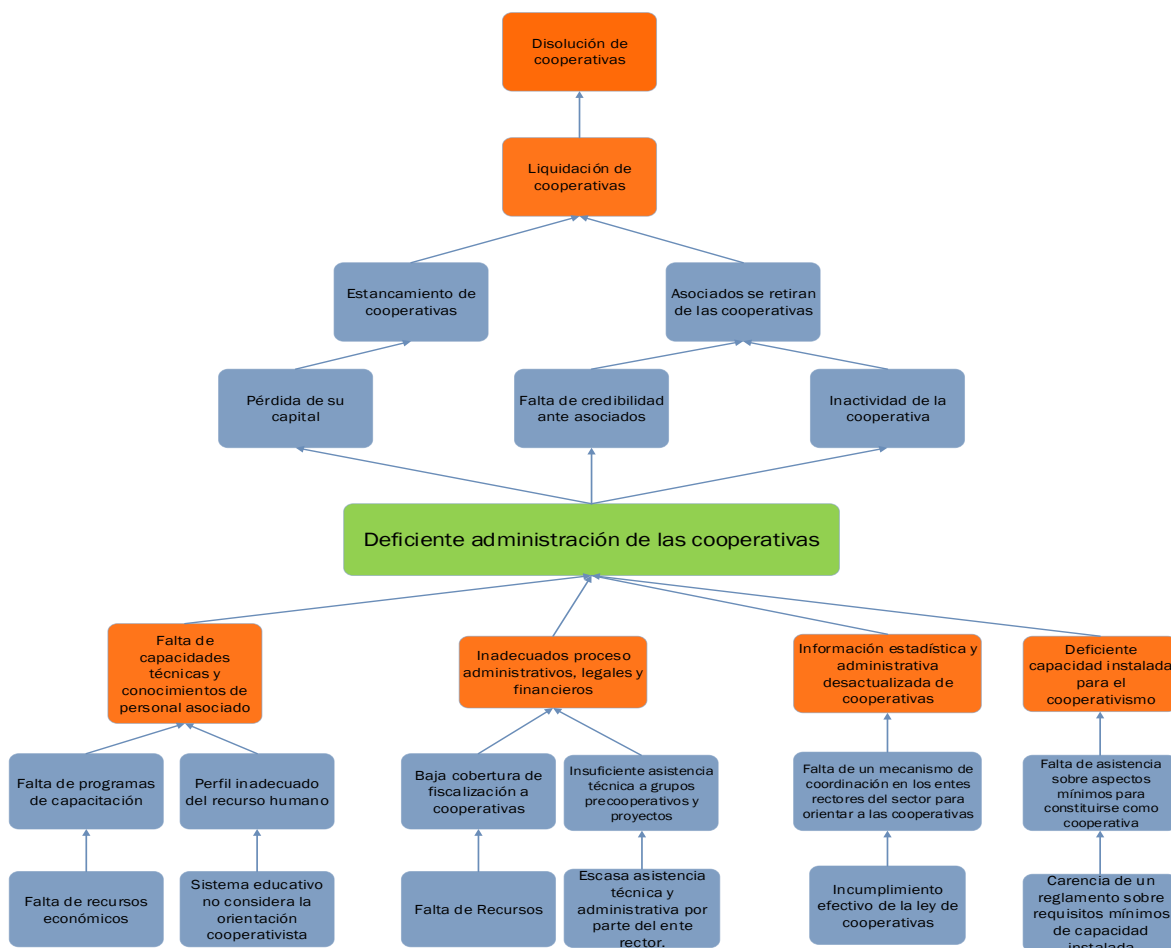 Disolución de
cooperativas
Liquidación de
cooperativas
Estancamiento de
cooperativas
Asociados se retiran
de las cooperativas
Pérdida de su
capital
Falta de credibilidad
ante asociados
Inactividad de la
cooperativa
Deficiente administración de las cooperativas
Falta de
capacidades
técnicas y
conocimientos de
personal asociado
Inadecuados proceso
administrativos, legales y
financieros
Información estadística y
administrativa
desactualizada de
cooperativas
Deficiente
capacidad instalada
para el
cooperativismo
Falta de programas
de capacitación
Perfil inadecuado
del recurso humano
Baja cobertura de
fiscalización a
cooperativas
Insuficiente asistencia
técnica a grupos
precooperativos y
proyectos
Falta de un mecanismo de
coordinación en los entes
rectores del sector para
orientar a las cooperativas
Falta de asistencia
sobre aspectos
mínimos para
constituirse como
cooperativa
Falta de recursos
económicos
Sistema educativo
no considera la
orientación
cooperativista
Falta de Recursos
Escasa asistencia
técnica y
administrativa por
parte del ente
rector.
Incumplimiento
efectivo de la ley de
cooperativas
Carencia de un
reglamento sobre
requisitos mínimos
de capacidad
instalada